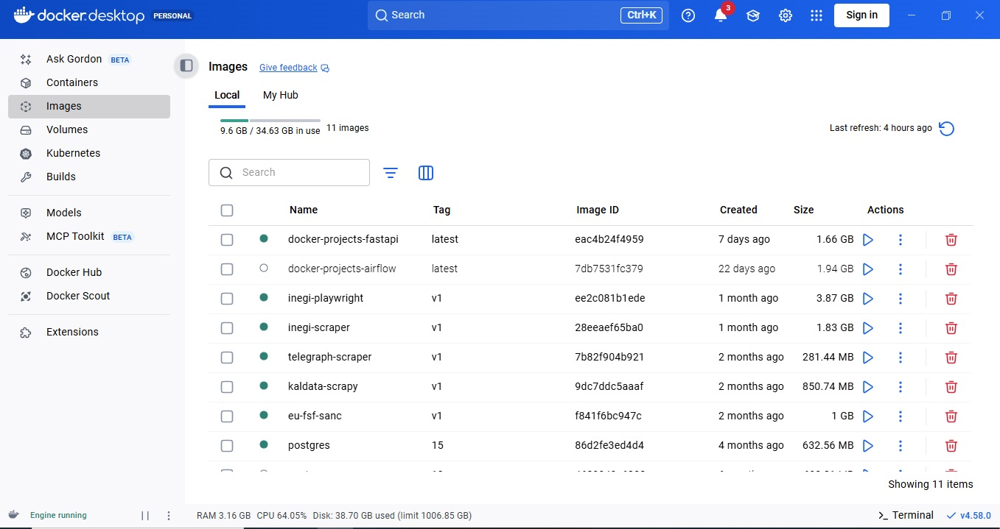 docker.desktop PERSONAL Search Ctrl+K 3 Sign in
Ask Gordon BETA
Containers
Images
Volumes
Kubernetes
Builds
Models
MCP Toolkit BETA
Docker Hub
Docker Scout
Extensions
Images Give feedback
Local My Hub
9.6 GB / 34.63 GB in use 11 images Last refresh: 4 hours ago
Search
Name Tag Image ID Created Size Actions
docker-projects-fastapi latest eac4b24f4959 7 days ago 1.66 GB
docker-projects-airflow latest 7db7531fc379 22 days ago 1.94 GB
inegi-playwright v1 ee2c081b1ede 1 month ago 3.87 GB
inegi-scraper v1 28eeaef65ba0 1 month ago 1.83 GB
telegraph-scraper v1 7b82f904b921 2 months ago 281.44 MB
kaldata-scrapy v1 9dc7ddc5aaaf 2 months ago 850.74 MB
eu-fsf-sanc v1 f841f6bc947c 2 months ago 1 GB
postgres 15 86d2fe3ed4d4 4 months ago 632.56 MB
Showing 11 items
Engine running RAM 3.16 GB CPU 64.05% Disk: 38.70 GB used (limit 1006.85 GB) Terminal v4.58.0